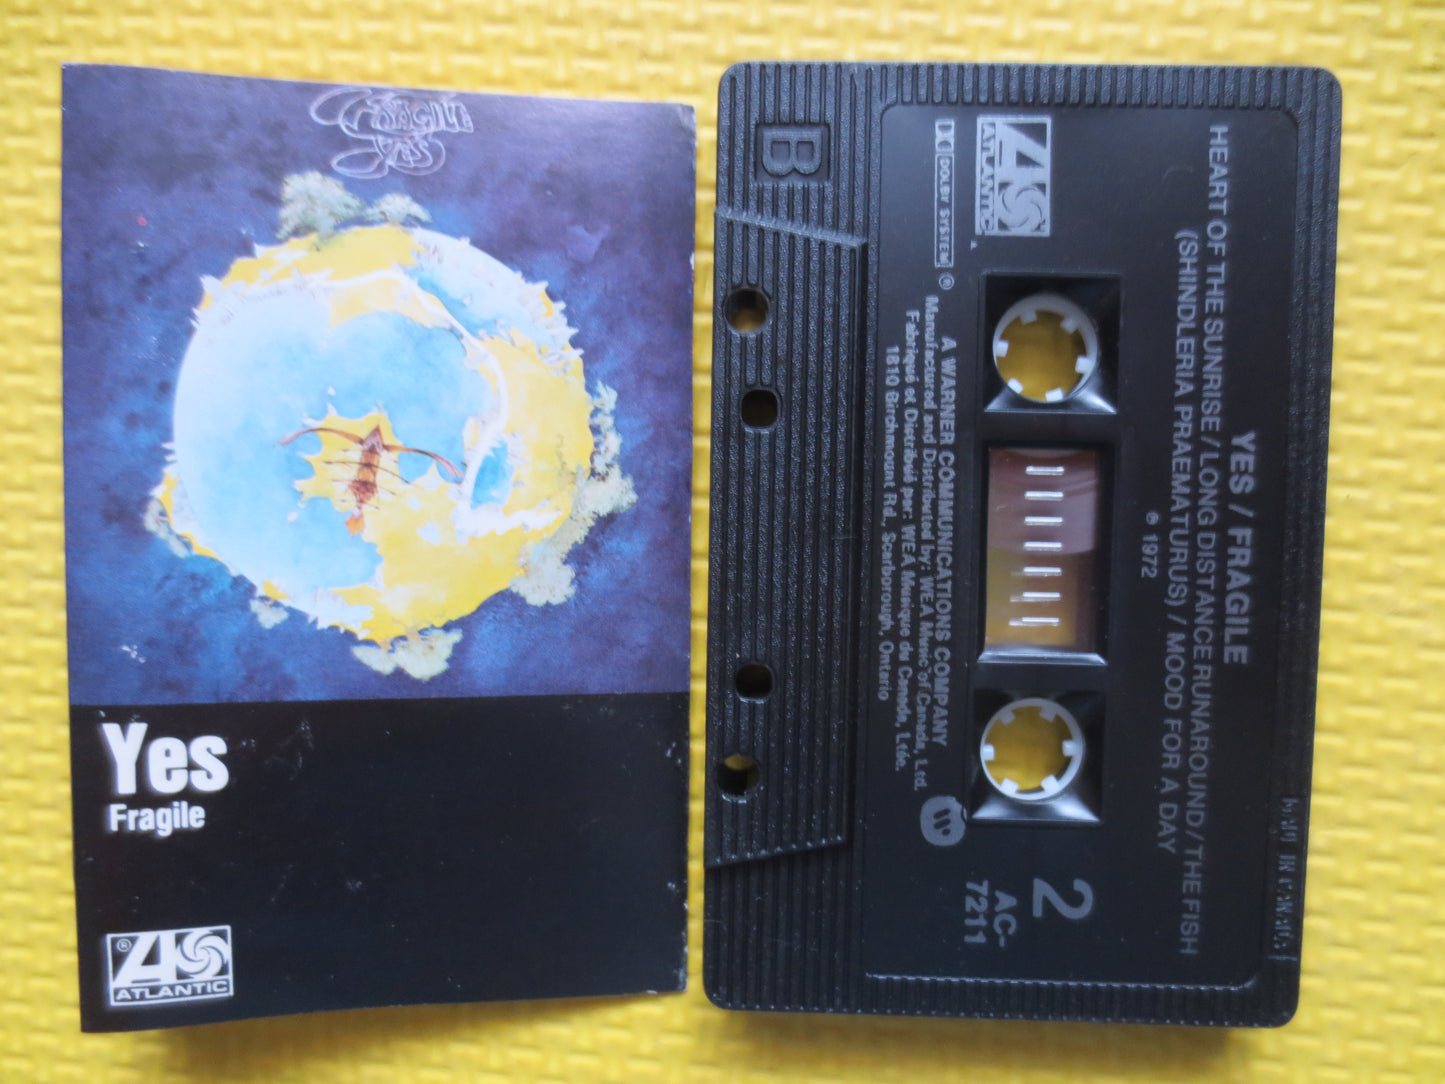 FRAGILE
YES
Yes
Fragile
®
ATLANTIC
B
ATLANTIC
DOLBY SYSTEM ®
YES / FRAGILE
HEART OF THE SUNRISE / LONG DISTANCE RUNAROUND / THE FISH
(SHINDLERIA PRAEMATURUS) / MOOD FOR A DAY
℗ 1972
A WARNER COMMUNICATIONS COMPANY
Manufactured and Distributed by: WEA Music of Canada, Ltd.
Fabriqué et Distribué par: WEA Musique du Canada, Ltée.
1810 Birchmount Rd., Scarborough, Ontario
2
AC-
7211